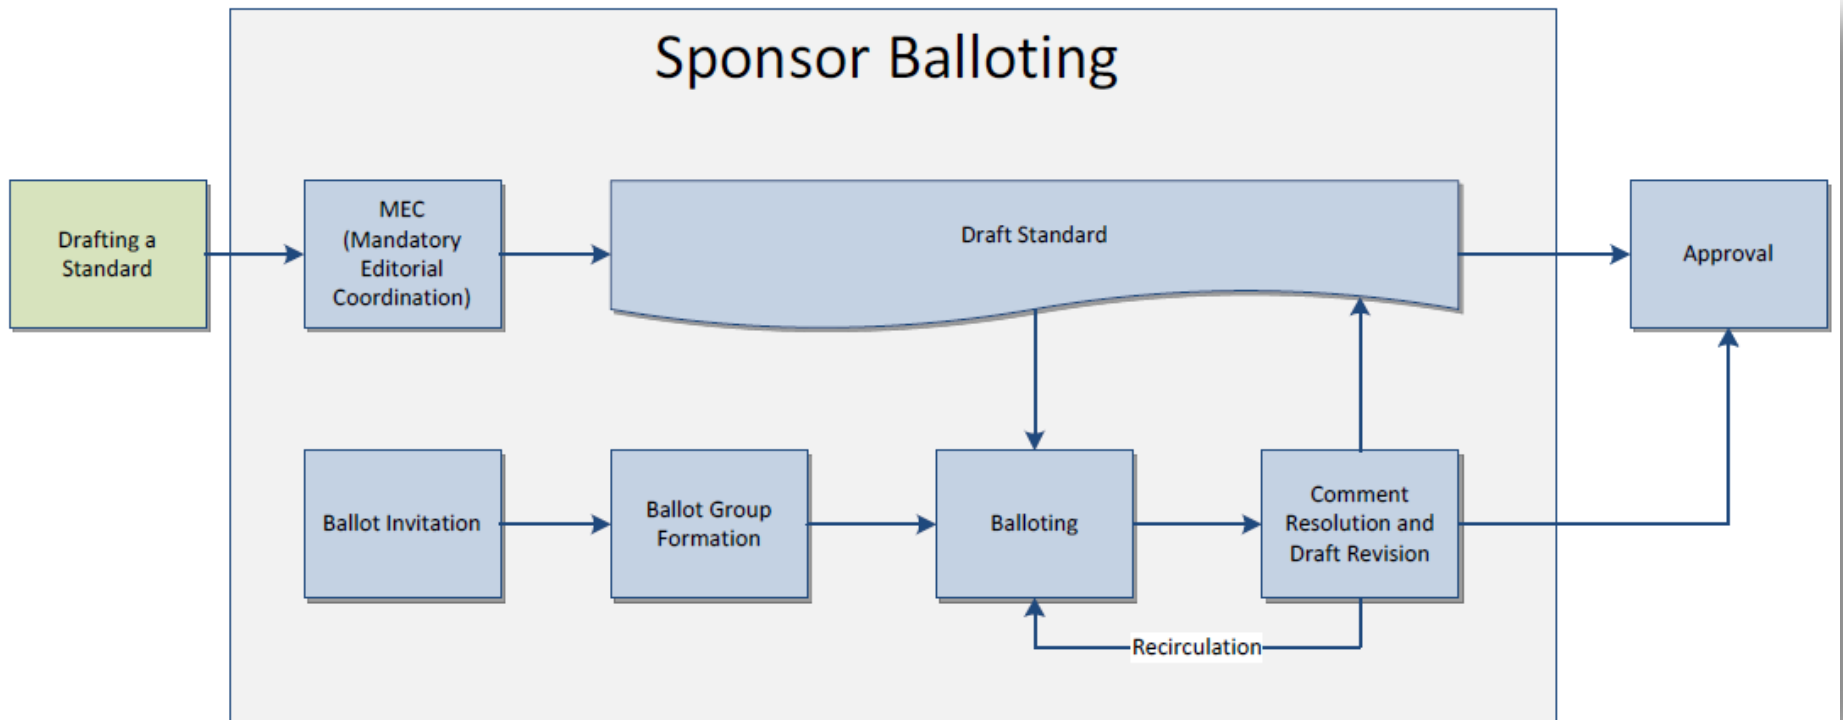 Sponsor Balloting
Drafting a
Standard
MEC
(Mandatory
Editorial
Coordination)
Draft Standard
Approval
Ballot Invitation
Ballot Group
Formation
Balloting
Comment
Resolution and
Draft Revision
Recirculation